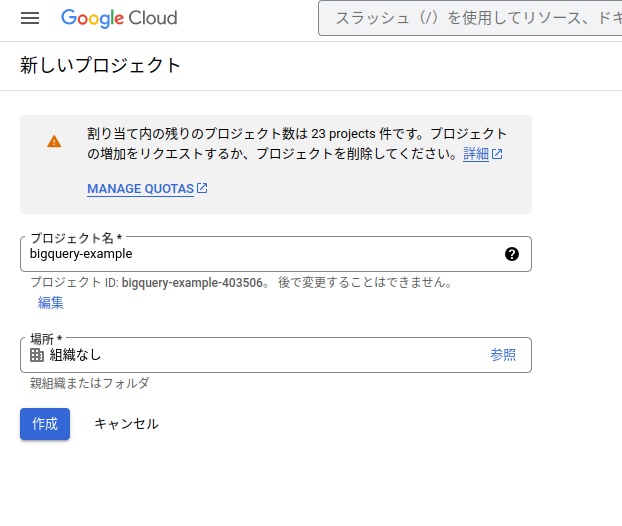 Google Cloud
スラッシュ（/）を使用してリソース、ドキ
新しいプロジェクト
割り当て内の残りのプロジェクト数は 23 projects 件です。プロジェクト
の増加をリクエストするか、プロジェクトを削除してください。詳細
MANAGE QUOTAS
プロジェクト名 *
bigquery-example
プロジェクト ID: bigquery-example-403506。 後で変更することはできません。
編集
場所 *
組織なし 参照
親組織またはフォルダ
作成 キャンセル